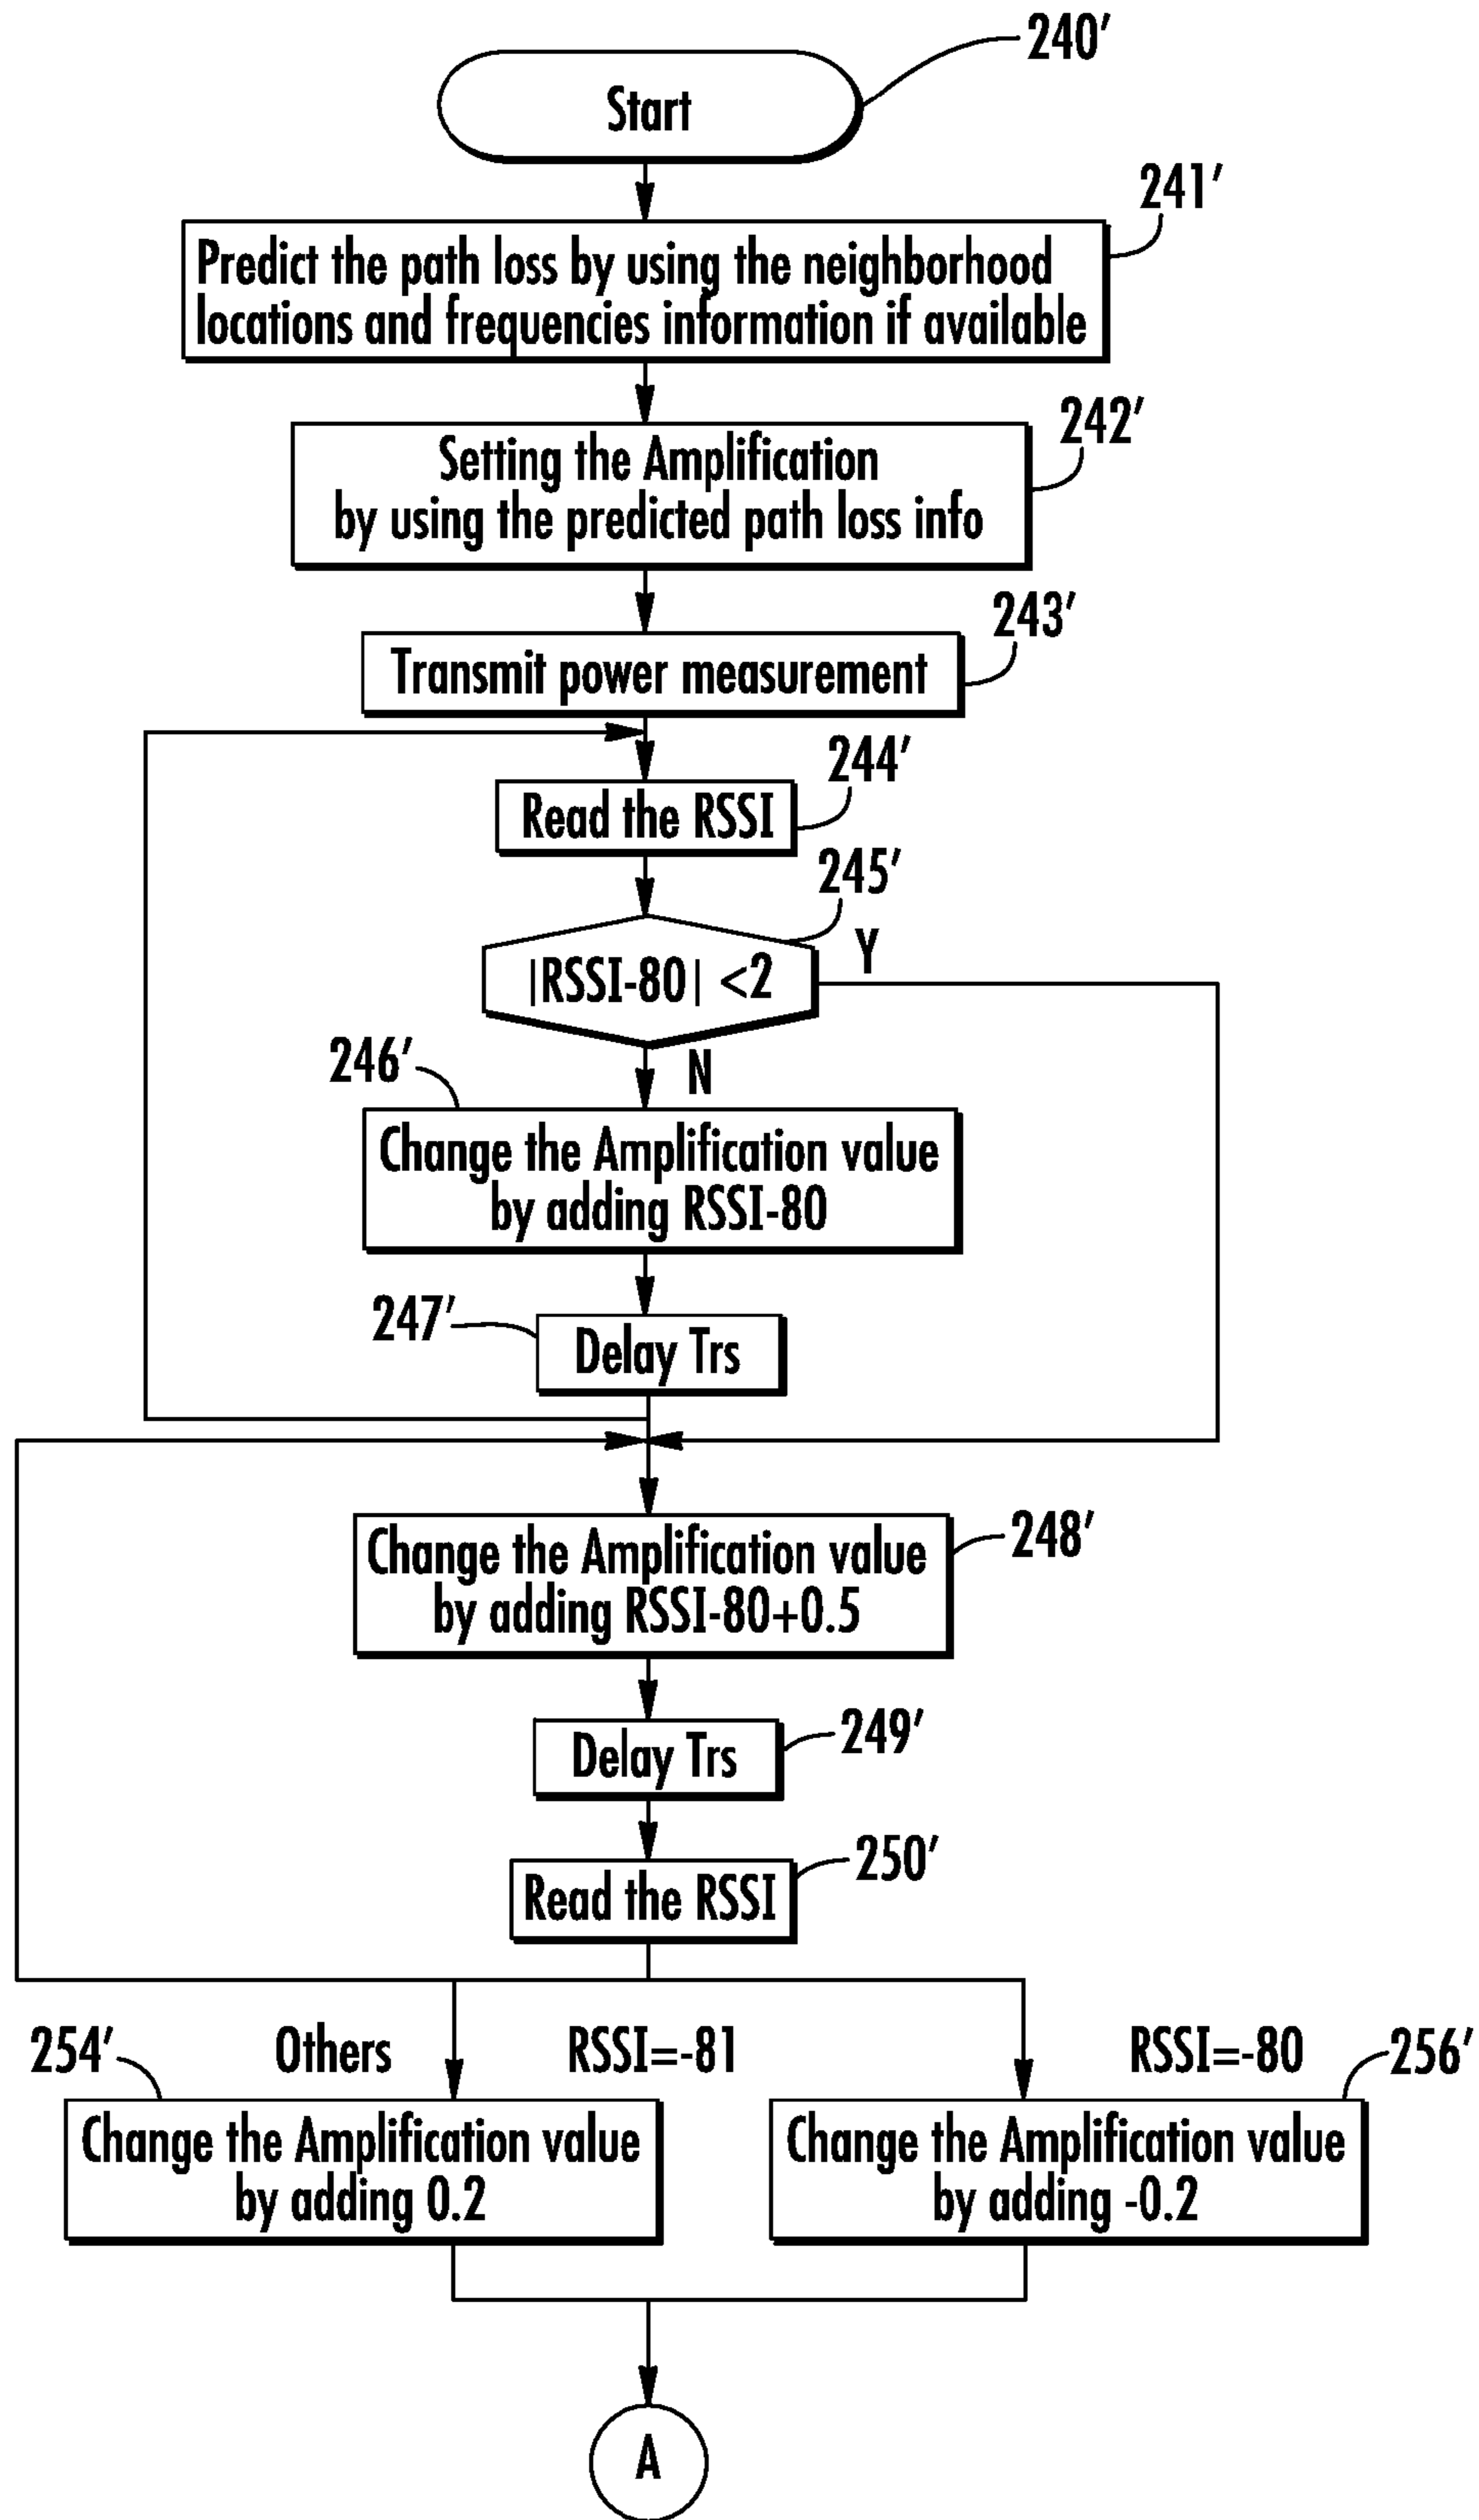 240'
Start
241'
Predict the path loss by using the neighborhood
locations and frequencies information if available
242'
Setting the Amplification
by using the predicted path loss info
243'
Transmit power measurement
244'
Read the RSSI
245'
Y
|RSSI-80| <2
246'
N
Change the Amplification value
by adding RSSI-80
247'
Delay Trs
248'
Change the Amplification value
by adding RSSI-80+0.5
249'
Delay Trs
250'
Read the RSSI
254'
Others
RSSI=-81
RSSI=-80
256'
Change the Amplification value
by adding 0.2
Change the Amplification value
by adding -0.2
A